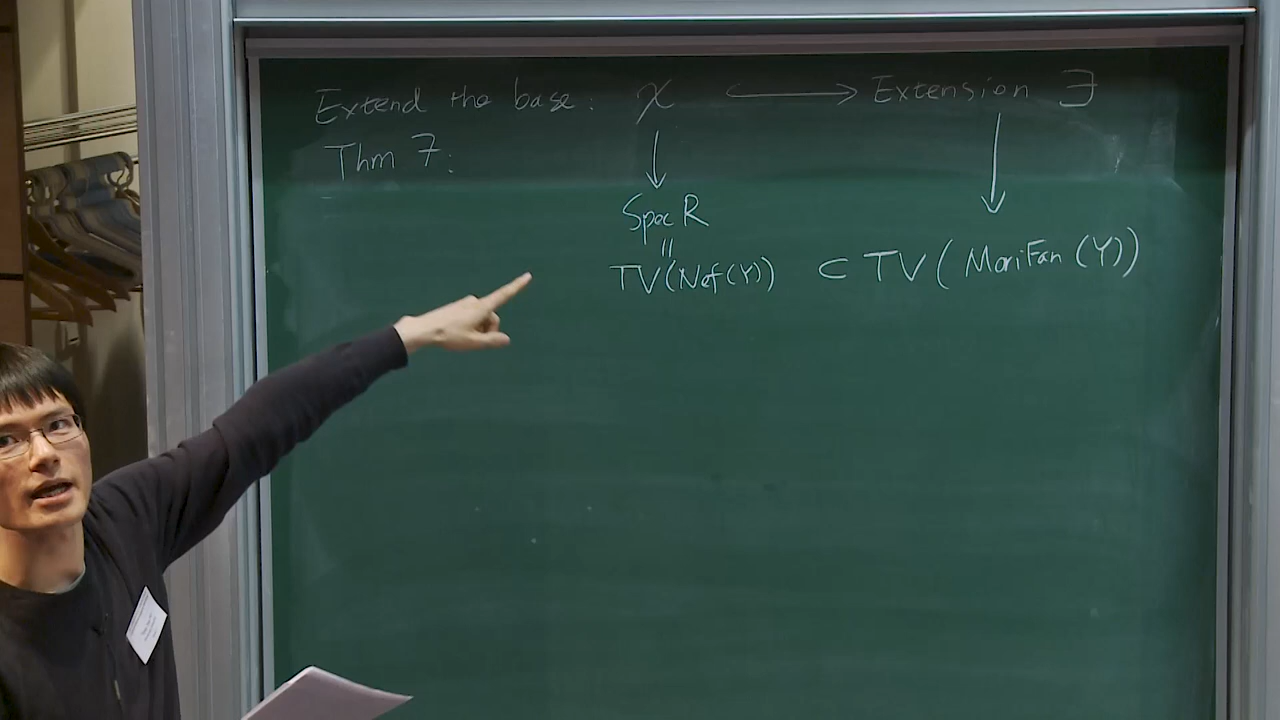 Extend the base: 𝒳 ⟶ Extension ∃
Thm 7: ↓ ↓
Spec R
=
TV(Nef(Y)) ⊂ TV(MoriFan(Y))